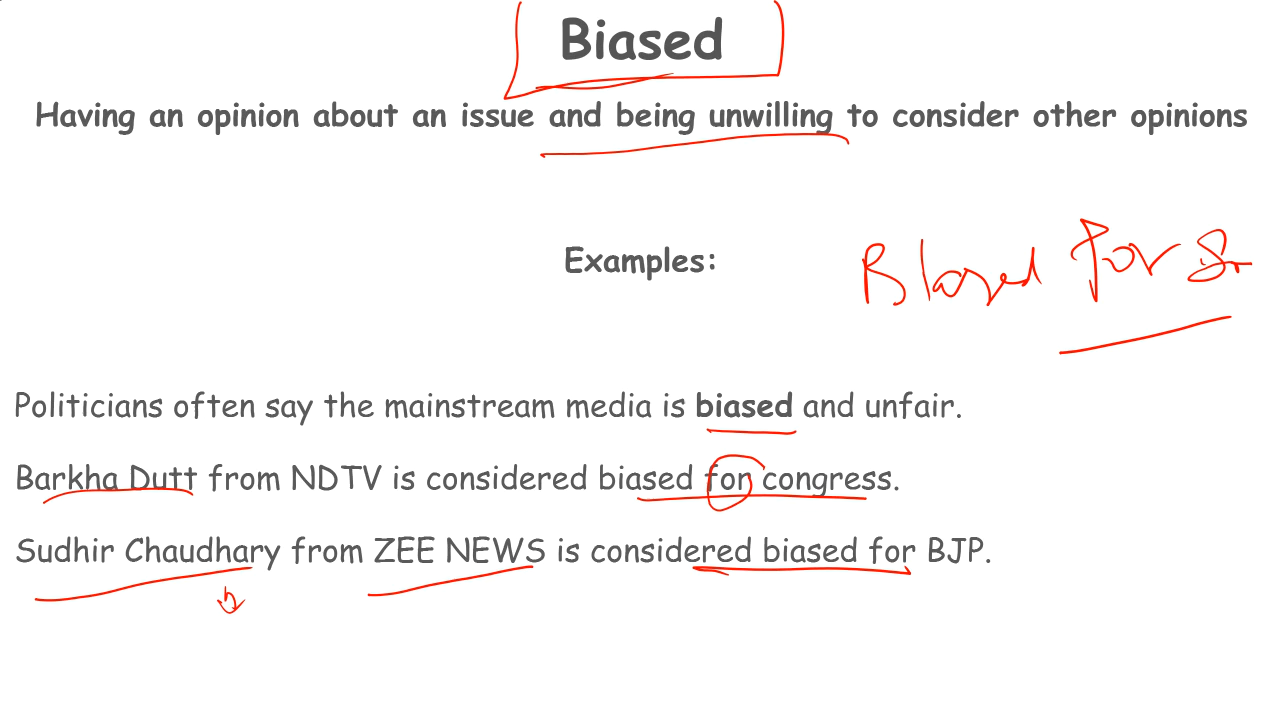 Biased
Having an opinion about an issue and being unwilling to consider other opinions
Examples:
Biased for
Politicians often say the mainstream media is biased and unfair.
Barkha Dutt from NDTV is considered biased for congress.
Sudhir Chaudhary from ZEE NEWS is considered biased for BJP.